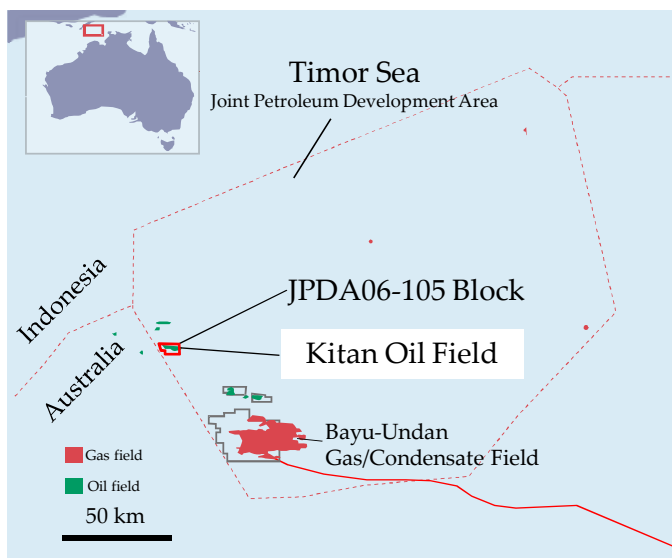 Timor Sea
Joint Petroleum Development Area
Indonesia
Australia
JPDA06-105 Block
Kitan Oil Field
Bayu-Undan
Gas/Condensate Field
Gas field
Oil field
50 km